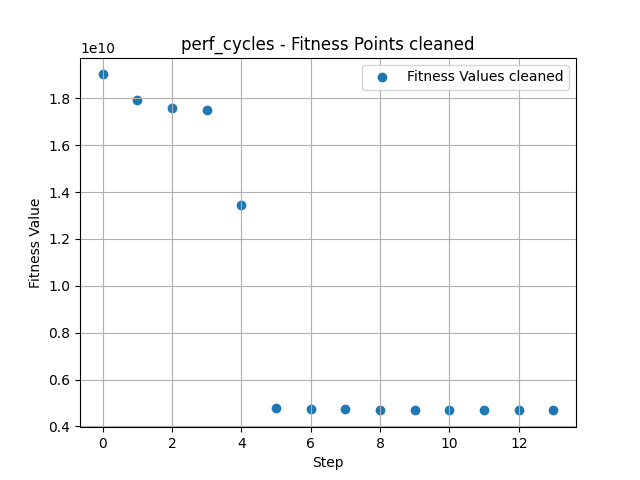 perf_cycles - Fitness Points cleaned
1e10
Fitness Values cleaned
1.8
1.6
1.4
1.2
1.0
0.8
0.6
0.4
Fitness Value
0 2 4 6 8 10 12
Step